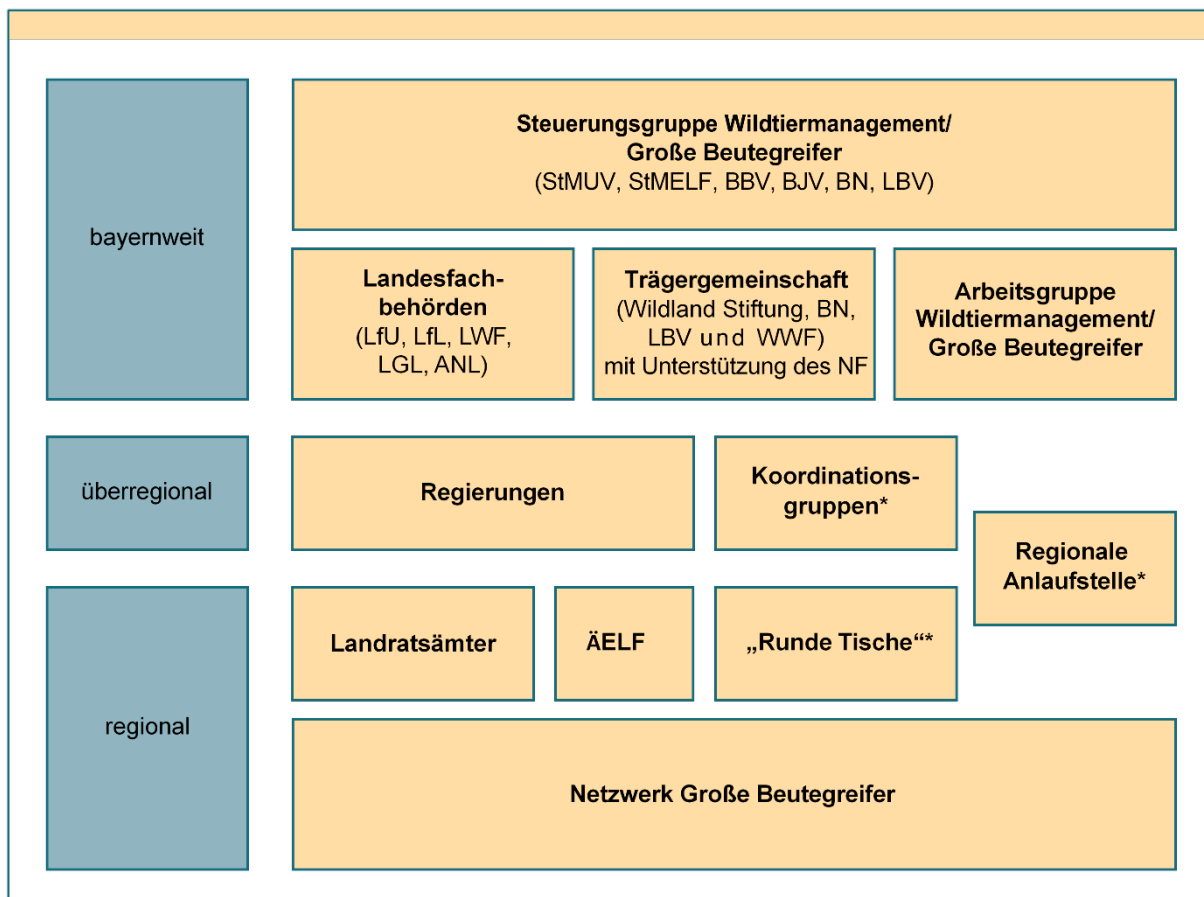 bayernweit
Steuerungsgruppe Wildtiermanagement/
Große Beutegreifer
(StMUV, StMELF, BBV, BJV, BN, LBV)
Landesfach-
behörden
(LfU, LfL, LWF,
LGL, ANL)
Trägergemeinschaft
(Wildland Stiftung, BN,
LBV und WWF)
mit Unterstützung des NF
Arbeitsgruppe
Wildtiermanagement/
Große Beutegreifer
überregional
Regierungen
Koordinations-
gruppen*
Regionale
Anlaufstelle*
regional
Landratsämter
ÄELF
„Runde Tische“*
Netzwerk Große Beutegreifer